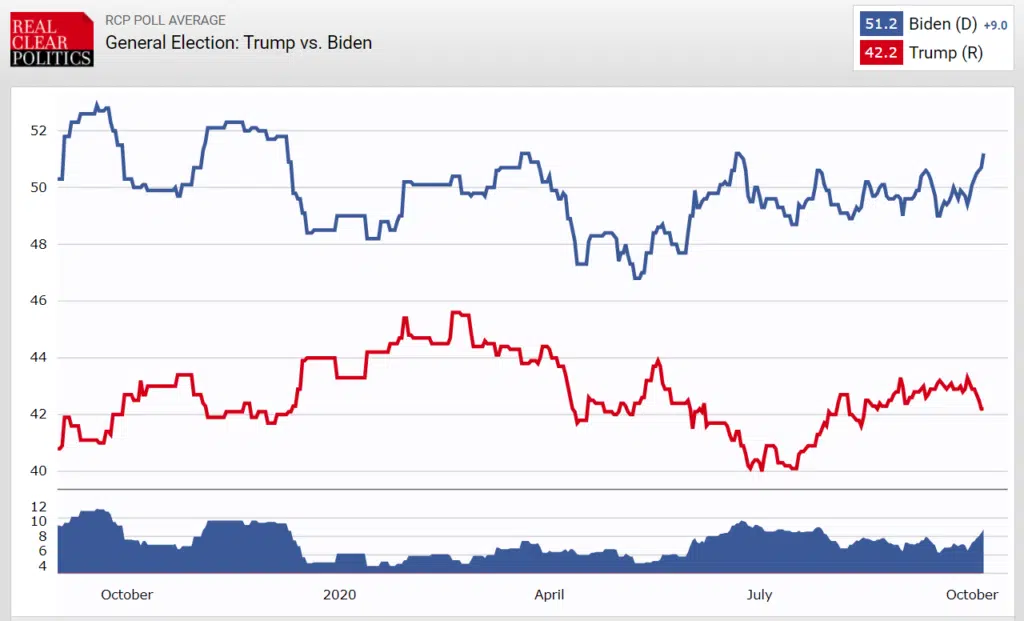 REAL
CLEAR
POLITICS
RCP POLL AVERAGE
General Election: Trump vs. Biden
51.2 Biden (D) +9.0
42.2 Trump (R)
52
50
48
46
44
42
40
12
10
8
6
4
October 2020 April July October